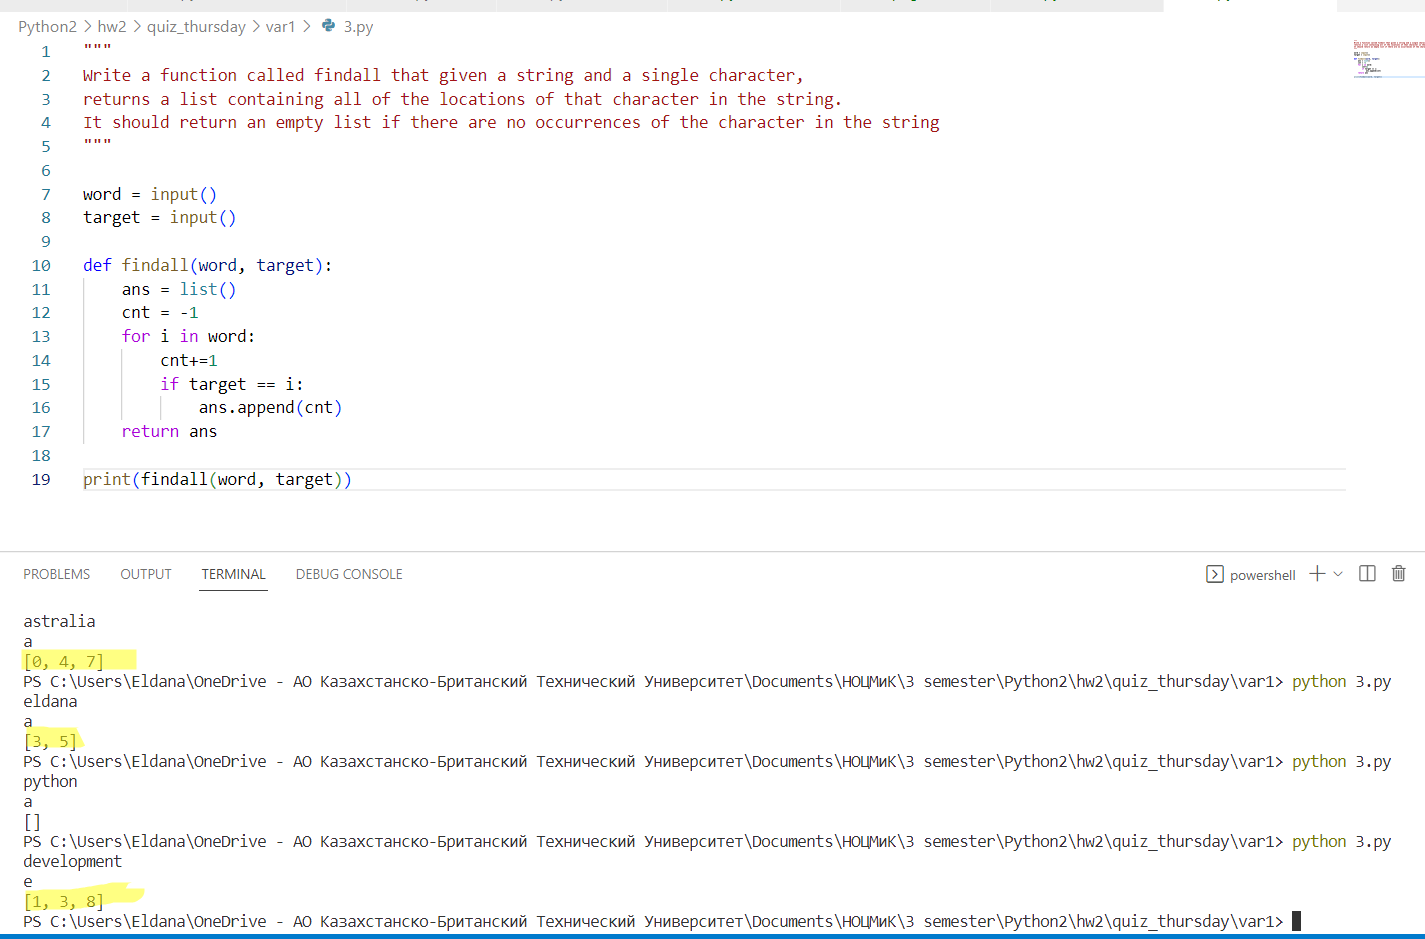 Python2 > hw2 > quiz_thursday > var1 > 3.py
1 """
2 Write a function called findall that given a string and a single character,
3 returns a list containing all of the locations of that character in the string.
4 It should return an empty list if there are no occurrences of the character in the string
5 """
6
7 word = input()
8 target = input()
9
10 def findall(word, target):
11     ans = list()
12     cnt = -1
13     for i in word:
14         cnt+=1
15         if target == i:
16             ans.append(cnt)
17     return ans
18
19 print(findall(word, target))
PROBLEMS OUTPUT TERMINAL DEBUG CONSOLE powershell
astralia
a
[0, 4, 7]
PS C:\Users\Eldana\OneDrive - АО Казахстанско-Британский Технический Университет\Documents\НОЦМиК\3 semester\Python2\hw2\quiz_thursday\var1> python 3.py
eldana
a
[3, 5]
PS C:\Users\Eldana\OneDrive - АО Казахстанско-Британский Технический Университет\Documents\НОЦМиК\3 semester\Python2\hw2\quiz_thursday\var1> python 3.py
python
a
[]
PS C:\Users\Eldana\OneDrive - АО Казахстанско-Британский Технический Университет\Documents\НОЦМиК\3 semester\Python2\hw2\quiz_thursday\var1> python 3.py
development
e
[1, 3, 8]
PS C:\Users\Eldana\OneDrive - АО Казахстанско-Британский Технический Университет\Documents\НОЦМиК\3 semester\Python2\hw2\quiz_thursday\var1>